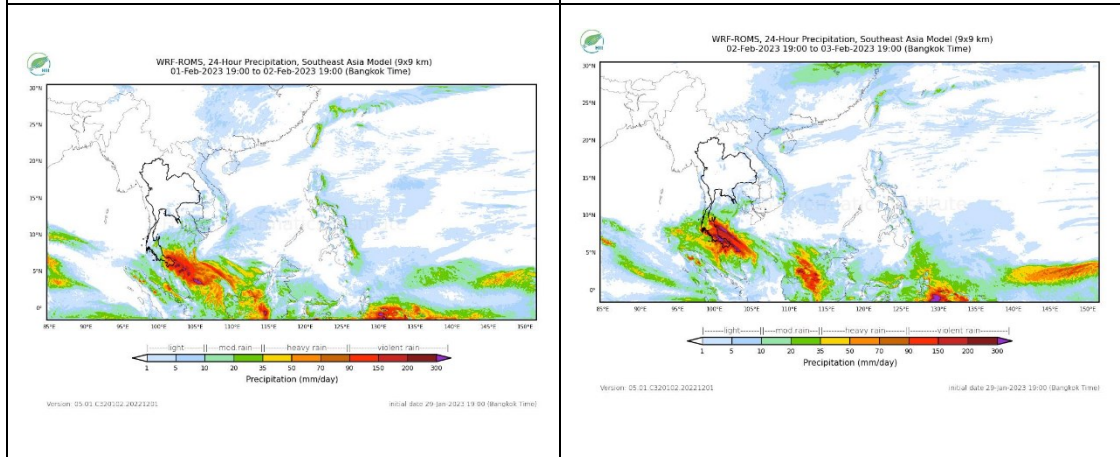 WRF-ROMS, 24-Hour Precipitation, Southeast Asia Model (9x9 km)
01-Feb-2023 19:00 to 02-Feb-2023 19:00 (Bangkok Time)
30°N
25°N
20°N
15°N
10°N
5°N
0°
85°E 90°E 95°E 100°E 105°E 110°E 115°E 120°E 125°E 130°E 135°E 140°E 145°E 150°E
|-------light-------||----mod.rain----||-------heavy rain-------||---------violent rain---------|
1 5 10 20 35 50 70 90 150 200 300
Precipitation (mm/day)
Version: 05.01.C320102.20221201
initial date 29-Jan-2023 19:00 (Bangkok Time)
WRF-ROMS, 24-Hour Precipitation, Southeast Asia Model (9x9 km)
02-Feb-2023 19:00 to 03-Feb-2023 19:00 (Bangkok Time)
30°N
25°N
20°N
15°N
10°N
5°N
0°
85°E 90°E 95°E 100°E 105°E 110°E 115°E 120°E 125°E 130°E 135°E 140°E 145°E 150°E
|-------light-------||----mod.rain----||-------heavy rain-------||---------violent rain---------|
1 5 10 20 35 50 70 90 150 200 300
Precipitation (mm/day)
Version: 05.01.C320102.20221201
initial date 29-Jan-2023 19:00 (Bangkok Time)